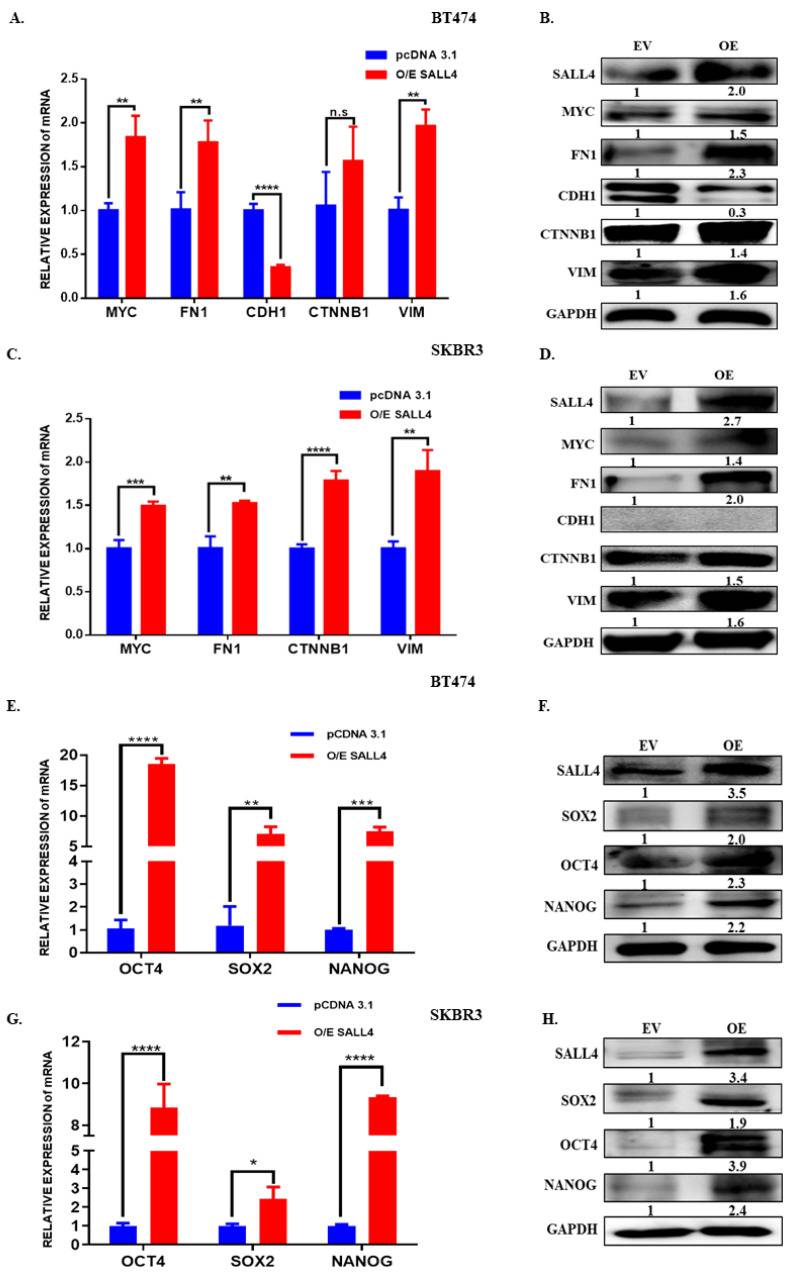 A.
BT474
pcDNA 3.1
O/E SALL4
RELATIVE EXPRESSION of mRNA
2.5
2.0
1.5
1.0
0.5
0.0
**
**
****
n.s
**
MYC FN1 CDH1 CTNNB1 VIM
B.
EV OE
SALL4
1 2.0
MYC
1 1.5
FN1
1 2.3
CDH1
1 0.3
CTNNB1
1 1.4
VIM
1 1.6
GAPDH
C.
SKBR3
pcDNA 3.1
O/E SALL4
RELATIVE EXPRESSION of mRNA
2.5
2.0
1.5
1.0
0.5
0.0
***
**
****
**
MYC FN1 CTNNB1 VIM
D.
EV OE
SALL4
1 2.7
MYC
1 1.4
FN1
1 2.0
CDH1
CTNNB1
1 1.5
VIM
1 1.6
GAPDH
BT474
E.
pCDNA 3.1
O/E SALL4
RELATIVE EXPRESSION of mRNA
20
15
10
5
4
3
2
1
0
****
**
***
OCT4 SOX2 NANOG
F.
EV OE
SALL4
1 3.5
SOX2
1 2.0
OCT4
1 2.3
NANOG
1 2.2
GAPDH
G.
SKBR3
pCDNA 3.1
O/E SALL4
RELATIVE EXPRESSION of mRNA
12
10
8
5
4
3
2
1
0
****
*
****
OCT4 SOX2 NANOG
H.
EV OE
SALL4
1 3.4
SOX2
1 1.9
OCT4
1 3.9
NANOG
1 2.4
GAPDH